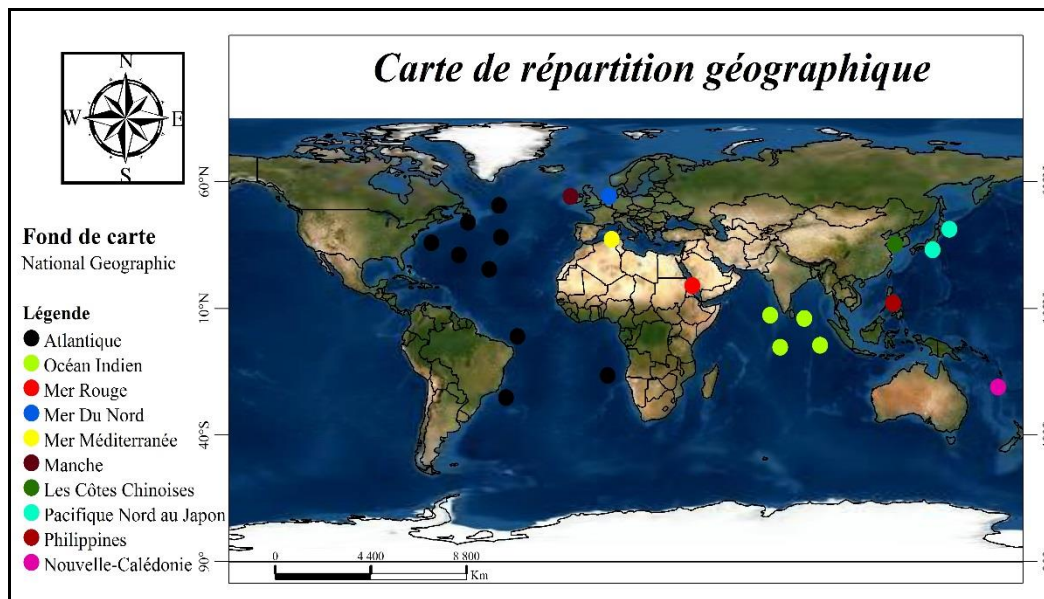 Carte de répartition géographique
N
W E
S
Fond de carte
National Geographic
Légende
Atlantique
Océan Indien
Mer Rouge
Mer Du Nord
Mer Méditerranée
Manche
Les Côtes Chinoises
Pacifique Nord au Japon
Philippines
Nouvelle-Calédonie
60°N
10°N
40°S
90°
0 4 400 8 800
Km